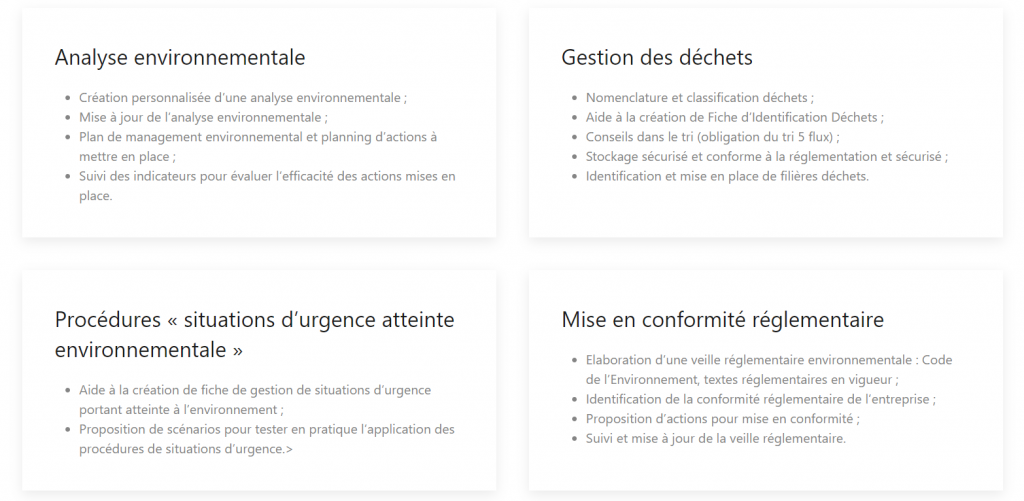 Analyse environnementale
• Création personnalisée d’une analyse environnementale ;
• Mise à jour de l’analyse environnementale ;
• Plan de management environnemental et planning d’actions à
mettre en place ;
• Suivi des indicateurs pour évaluer l’efficacité des actions mises en
place.
Gestion des déchets
• Nomenclature et classification déchets ;
• Aide à la création de Fiche d’Identification Déchets ;
• Conseils dans le tri (obligation du tri 5 flux) ;
• Stockage sécurisé et conforme à la réglementation et sécurisé ;
• Identification et mise en place de filières déchets.
Procédures « situations d’urgence atteinte
environnementale »
• Aide à la création de fiche de gestion de situations d’urgence
portant atteinte à l’environnement ;
• Proposition de scénarios pour tester en pratique l’application des
procédures de situations d’urgence.>
Mise en conformité réglementaire
• Elaboration d’une veille réglementaire environnementale : Code
de l’Environnement, textes réglementaires en vigueur ;
• Identification de la conformité réglementaire de l’entreprise ;
• Proposition d’actions pour mise en conformité ;
• Suivi et mise à jour de la veille réglementaire.